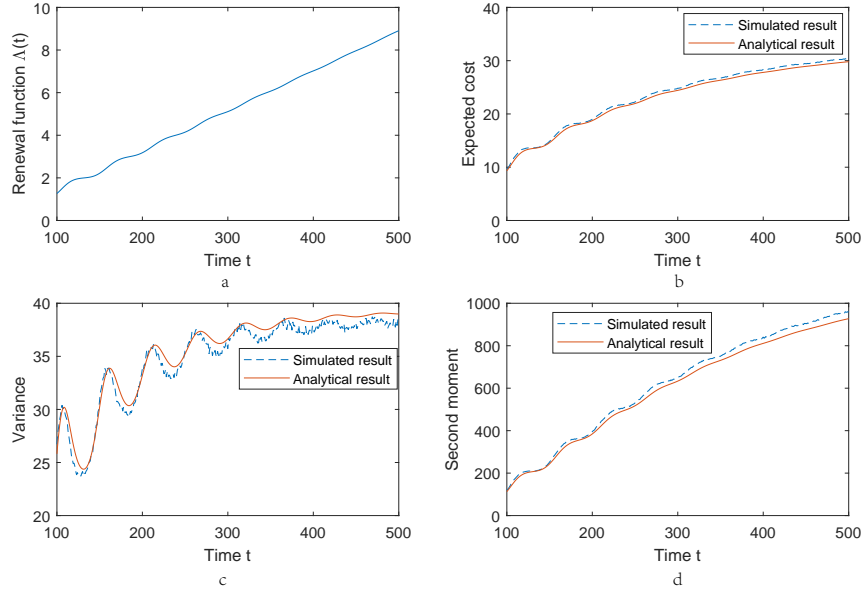 10
8
6
4
2
0
Renewal function Λ(t)
100 200 300 400 500
Time t
a
40
30
20
10
0
Expected cost
Simulated result
Analytical result
100 200 300 400 500
Time t
b
40
35
30
25
20
Variance
Simulated result
Analytical result
100 200 300 400 500
Time t
c
1000
800
600
400
200
0
Second moment
Simulated result
Analytical result
100 200 300 400 500
Time t
d